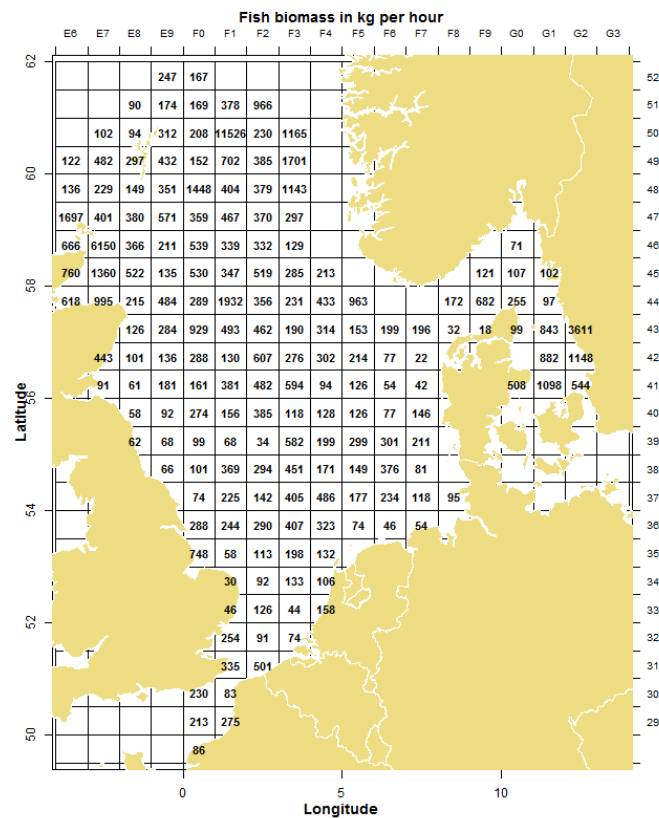 Fish biomass in kg per hour
E6 E7 E8 E9 F0 F1 F2 F3 F4 F5 F6 F7 F8 F9 G0 G1 G2 G3
62
247 167 52
90 174 169 378 966 51
102 94 312 208 11526 230 1165 50
60 122 482 297 432 152 702 385 1701 49
136 229 149 351 1448 404 379 1143 48
1697 401 380 571 359 467 370 297 47
666 6150 366 211 539 339 332 129 71 46
760 1360 522 135 530 347 519 285 213 121 107 102 45
58 618 995 215 484 289 1932 356 231 433 963 172 682 255 97 44
126 284 929 493 462 190 314 153 199 196 32 18 99 843 3611 43
443 101 136 288 130 607 276 302 214 77 22 882 1148 42
56 91 61 181 161 381 482 594 94 126 54 42 508 1098 544 41
58 92 274 156 385 118 128 126 77 146 40
62 68 99 68 34 582 199 299 301 211 39
66 101 369 294 451 171 149 376 81 38
74 225 142 405 486 177 234 118 95 37
54 288 244 290 407 323 74 46 54 36
748 58 113 198 132 35
30 92 133 106 34
52 46 126 44 158 33
254 91 74 32
335 501 31
230 83 30
50 213 275 29
86
Latitude
0 5 10
Longitude